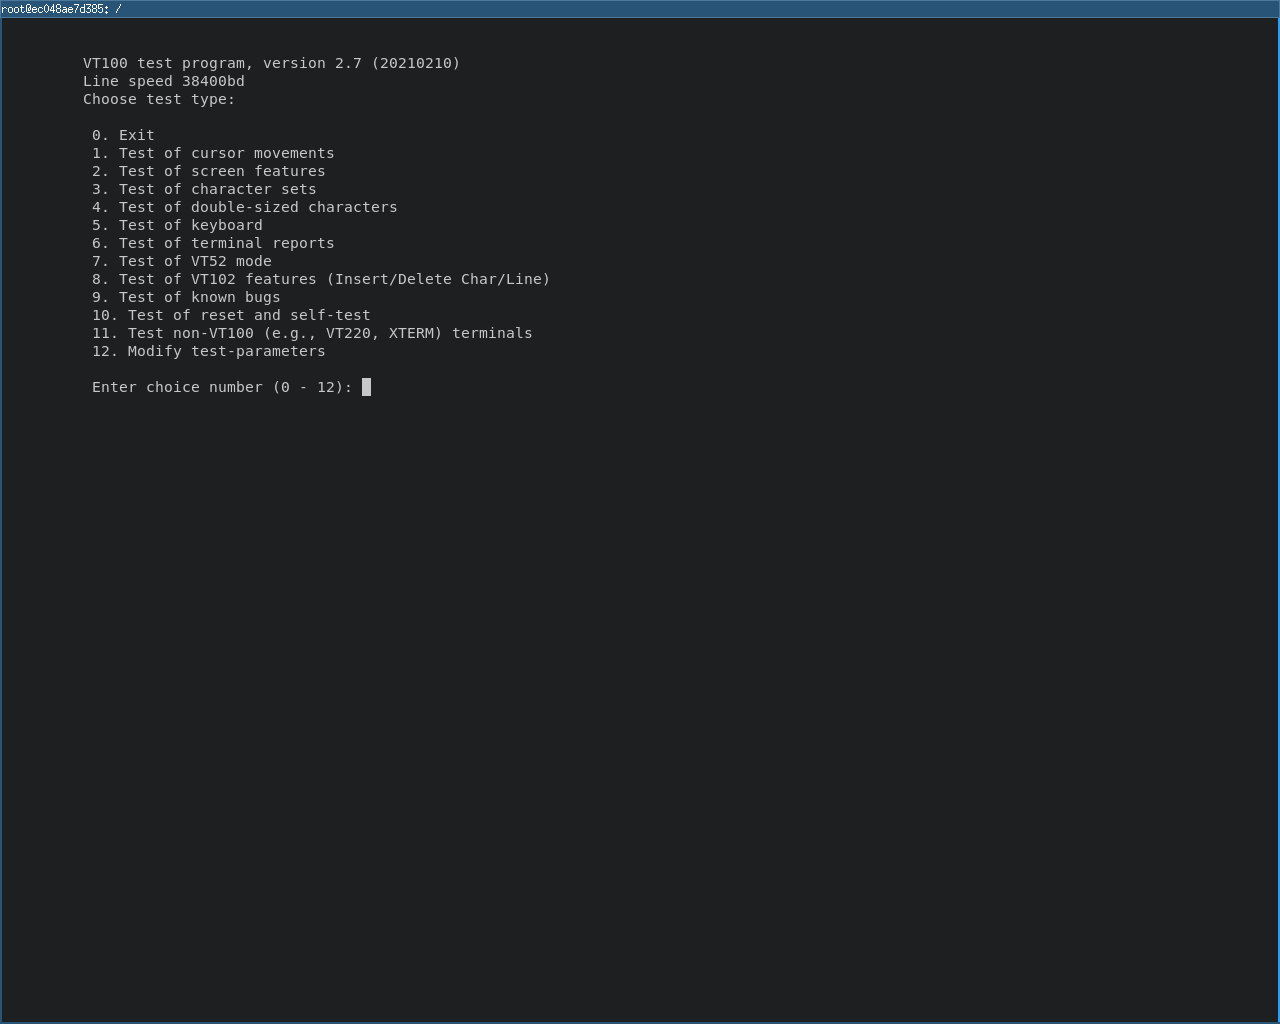 root@ec048ae7d385: /
VT100 test program, version 2.7 (20210210)
Line speed 38400bd
Choose test type:
0. Exit
1. Test of cursor movements
2. Test of screen features
3. Test of character sets
4. Test of double-sized characters
5. Test of keyboard
6. Test of terminal reports
7. Test of VT52 mode
8. Test of VT102 features (Insert/Delete Char/Line)
9. Test of known bugs
10. Test of reset and self-test
11. Test non-VT100 (e.g., VT220, XTERM) terminals
12. Modify test-parameters
Enter choice number (0 - 12):